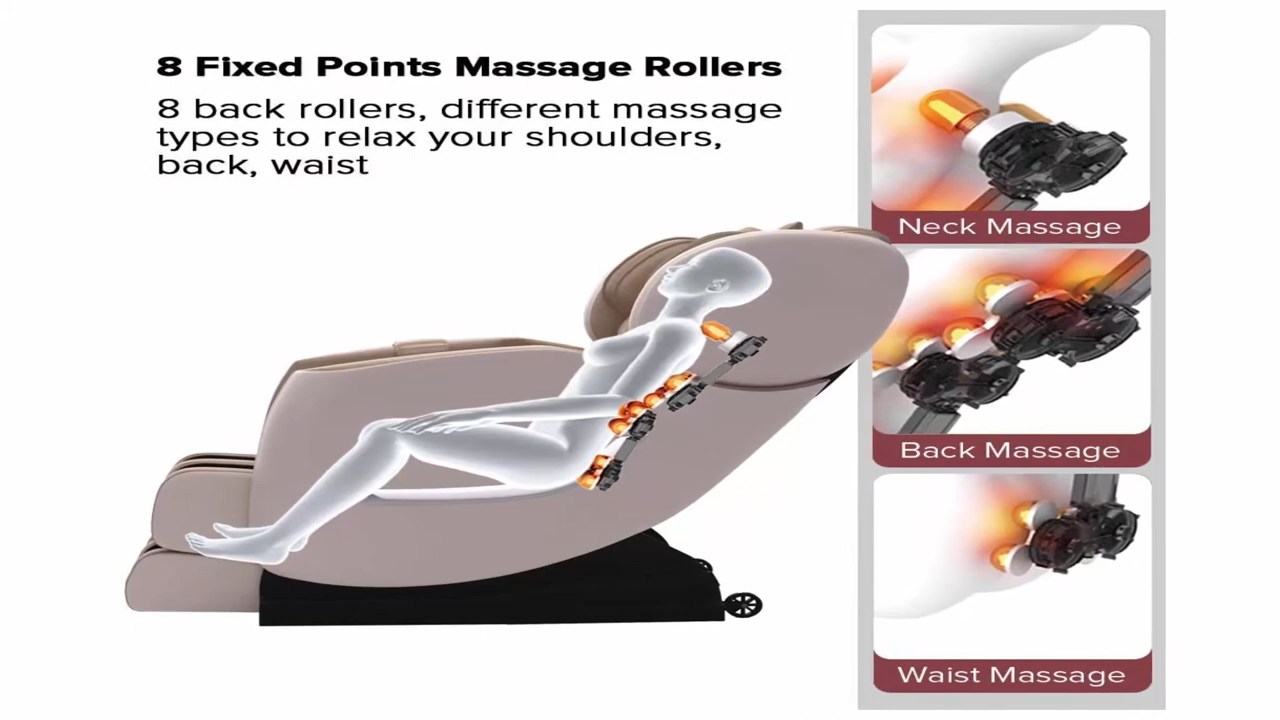 8 Fixed Points Massage Rollers
8 back rollers, different massage
types to relax your shoulders,
back, waist
Neck Massage
Back Massage
Waist Massage